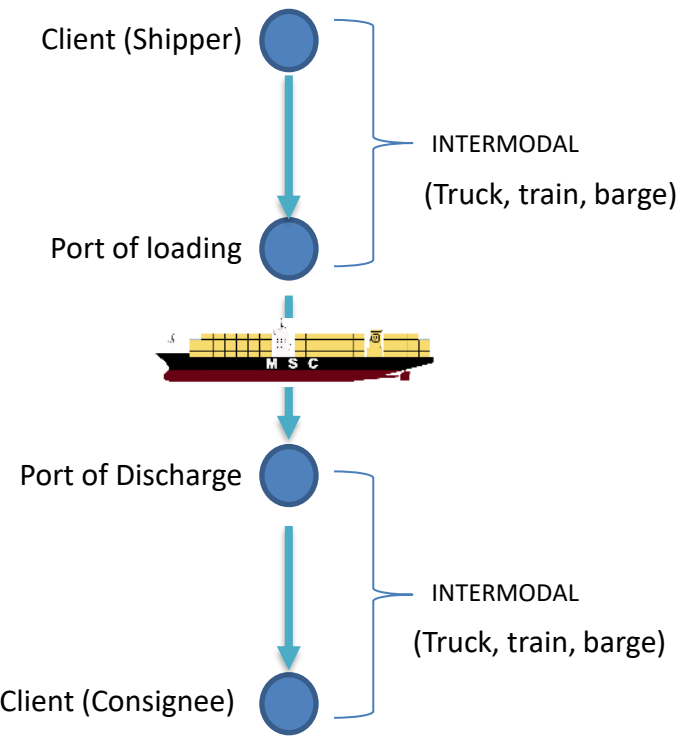 Client (Shipper)
INTERMODAL
(Truck, train, barge)
Port of loading
M S C
Port of Discharge
INTERMODAL
(Truck, train, barge)
Client (Consignee)